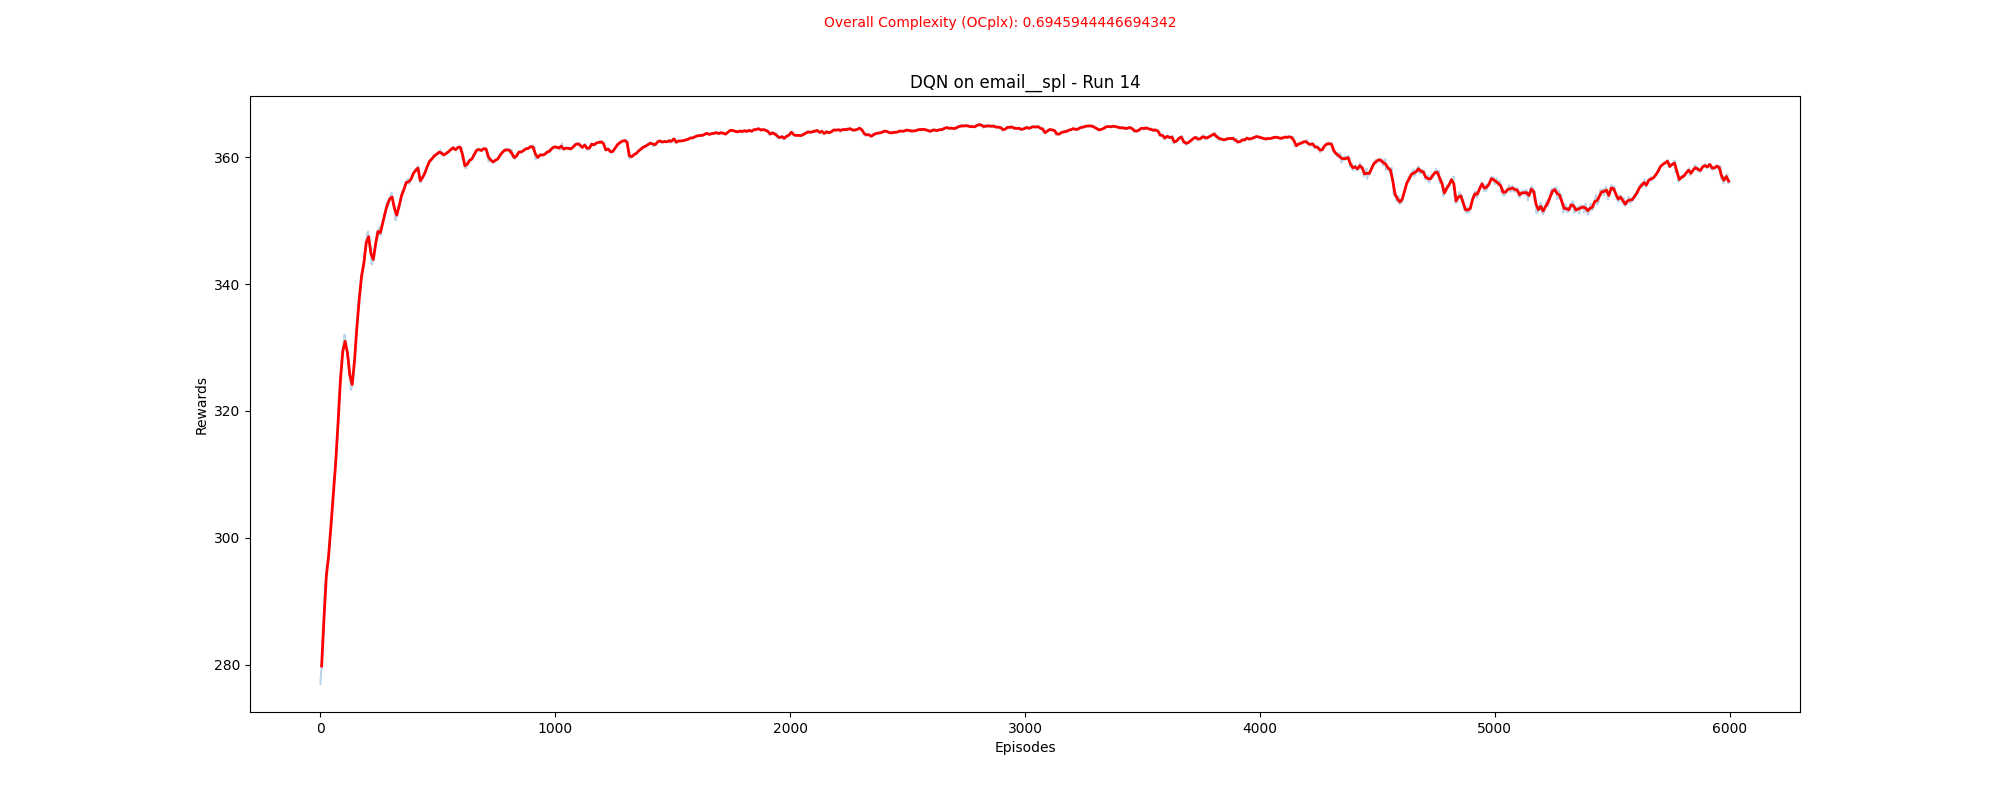 Overall Complexity (OCplx): 0.6945944446694342
DQN on email__spl - Run 14
Rewards
360
340
320
300
280
0 1000 2000 3000 4000 5000 6000
Episodes